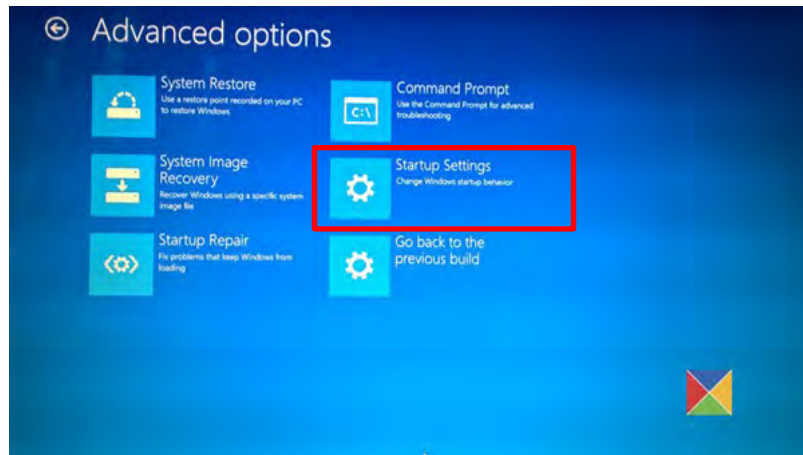 Advanced options
System Restore
Use a restore point recorded on your PC
to restore Windows
Command Prompt
Use the Command Prompt for advanced
troubleshooting
C:\
System Image
Recovery
Recover Windows using a specific system
image file
Startup Settings
Change Windows startup behavior
Startup Repair
Fix problems that keep Windows from
loading
Go back to the
previous build